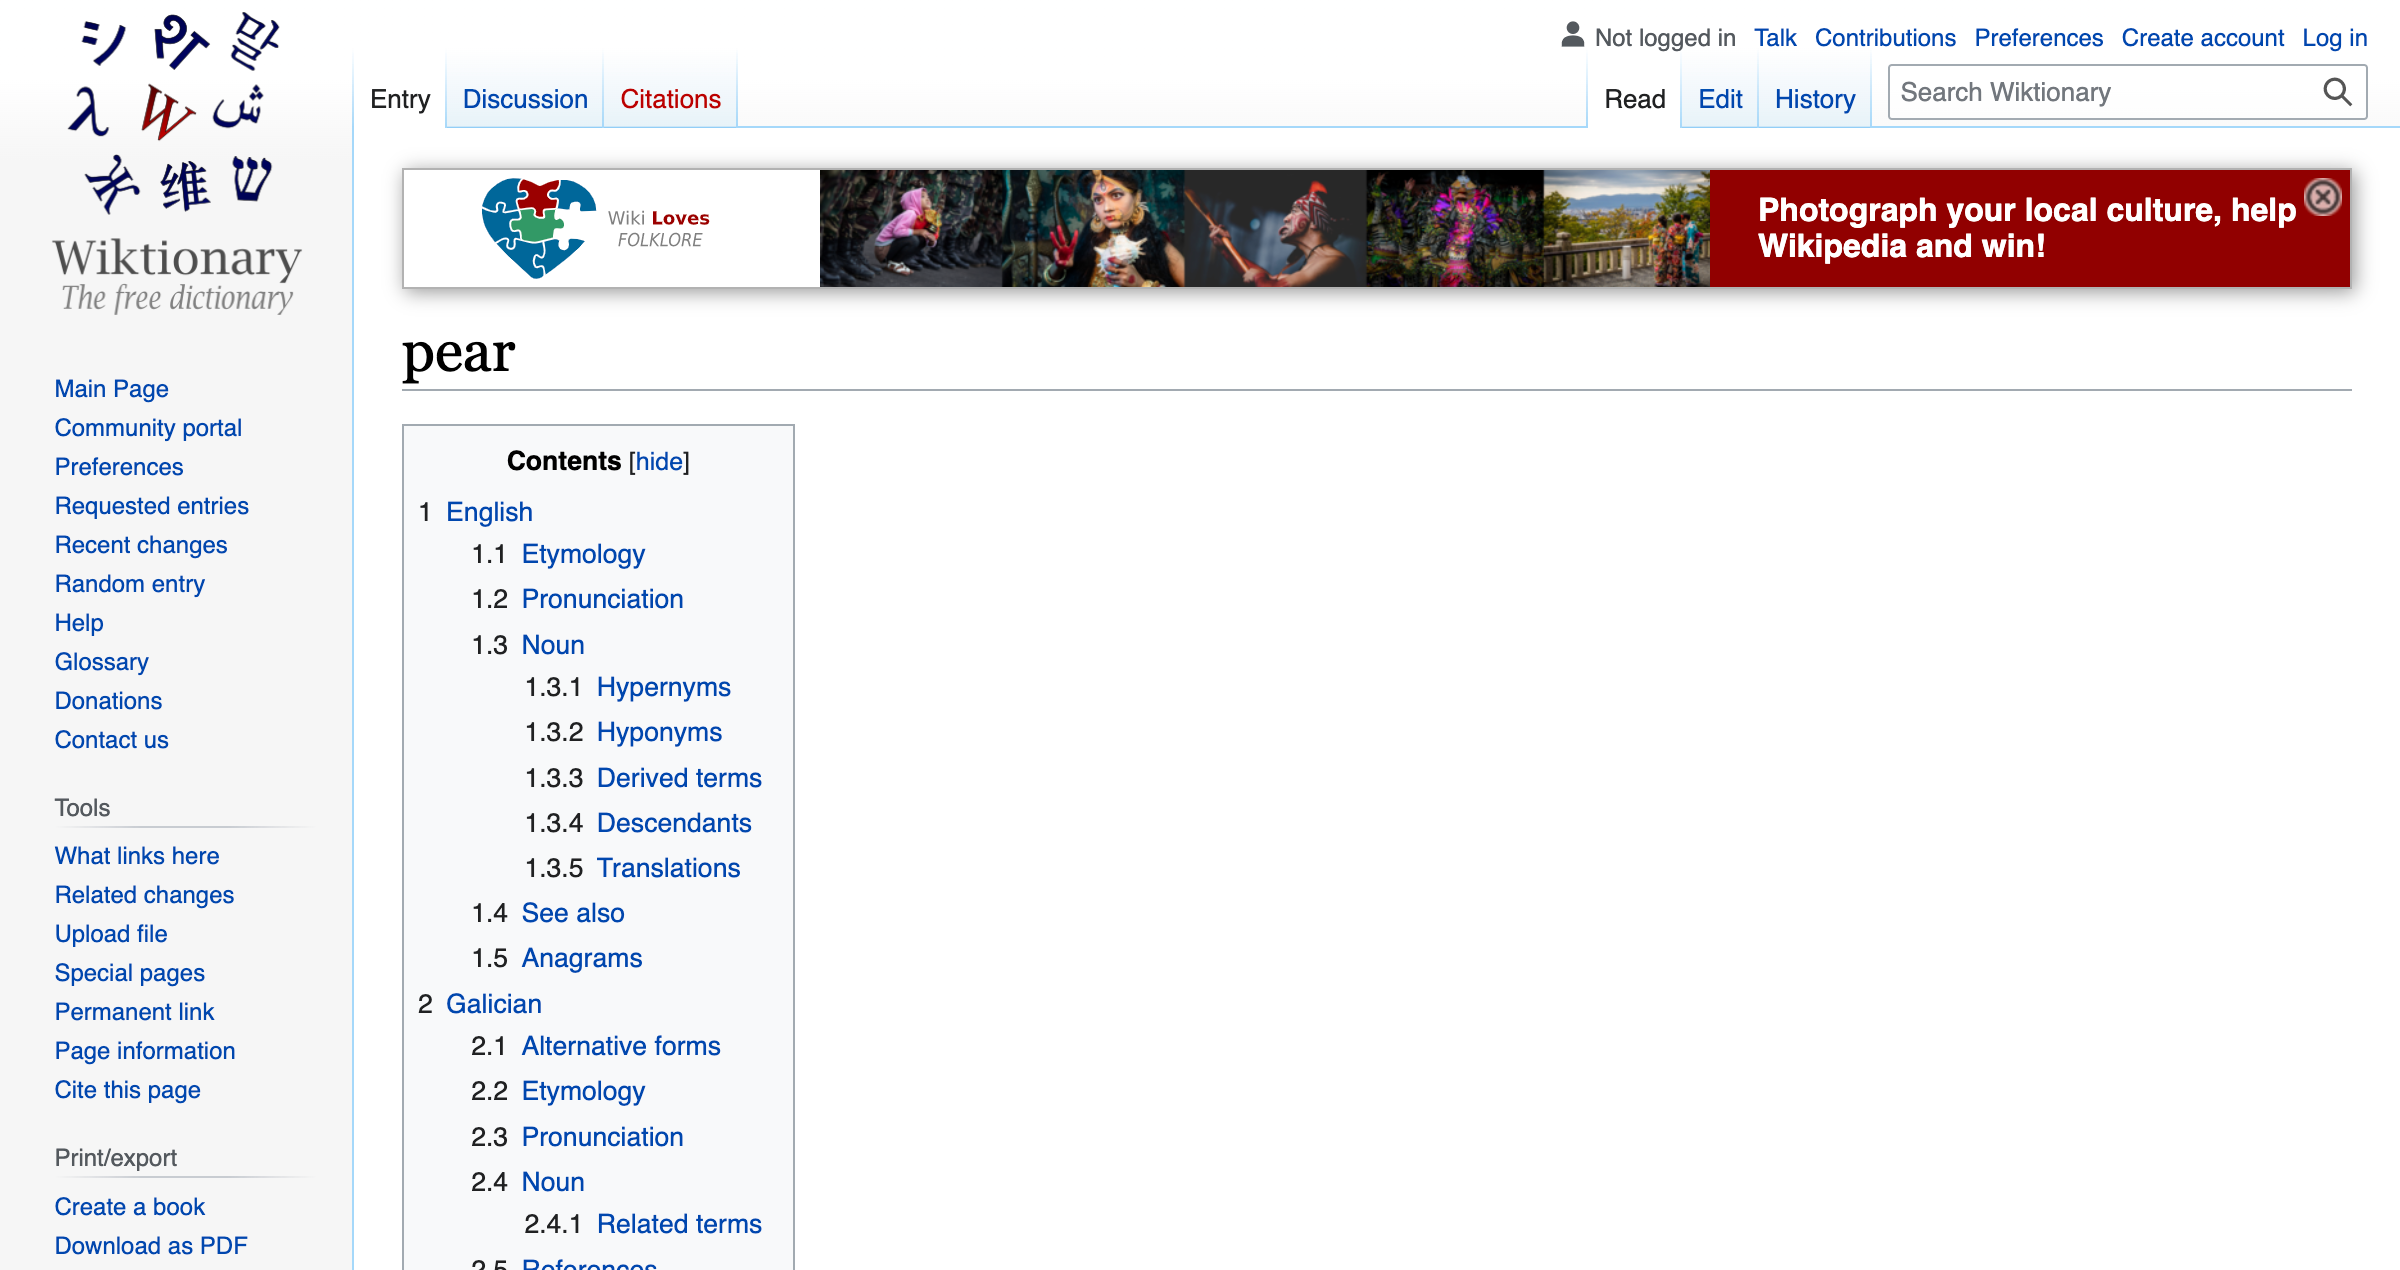 シ Թ 말
λ W ش
维 ש
Wiktionary
The free dictionary
Not logged in Talk Contributions Preferences Create account Log in
Entry Discussion Citations
Read Edit History Search Wiktionary
Wiki Loves
FOLKLORE
Photograph your local culture, help
Wikipedia and win!
pear
Contents [hide]
1 English
1.1 Etymology
1.2 Pronunciation
1.3 Noun
1.3.1 Hypernyms
1.3.2 Hyponyms
1.3.3 Derived terms
1.3.4 Descendants
1.3.5 Translations
1.4 See also
1.5 Anagrams
2 Galician
2.1 Alternative forms
2.2 Etymology
2.3 Pronunciation
2.4 Noun
2.4.1 Related terms
2.5 References
Main Page
Community portal
Preferences
Requested entries
Recent changes
Random entry
Help
Glossary
Donations
Contact us
Tools
What links here
Related changes
Upload file
Special pages
Permanent link
Page information
Cite this page
Print/export
Create a book
Download as PDF